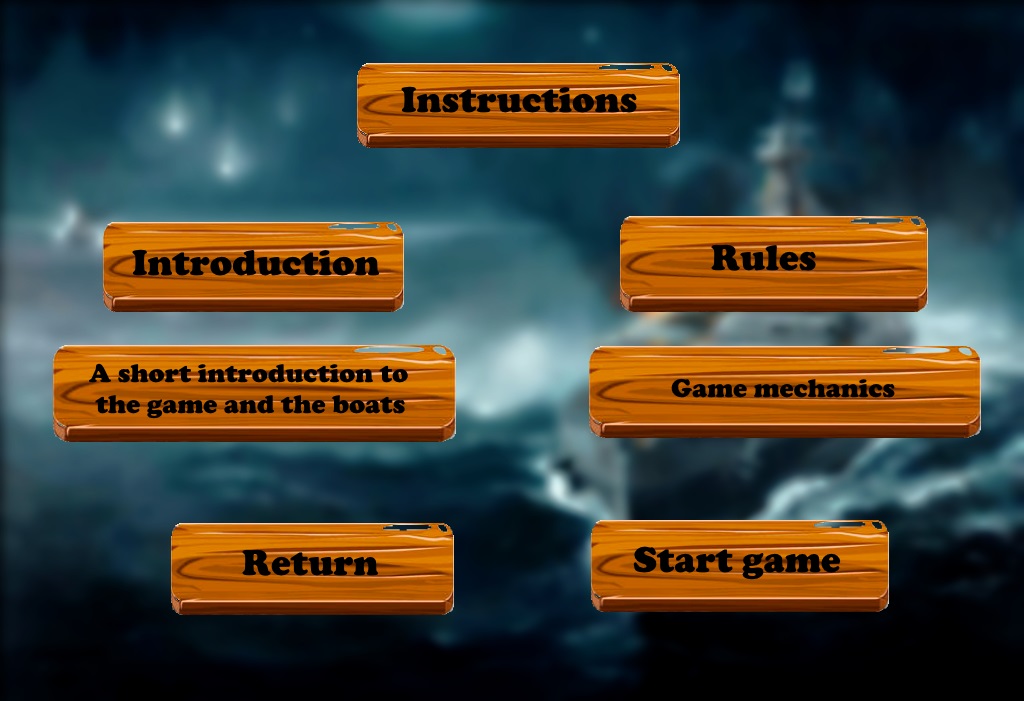 Instructions
Introduction
Rules
A short introduction to
the game and the boats
Game mechanics
Return
Start game